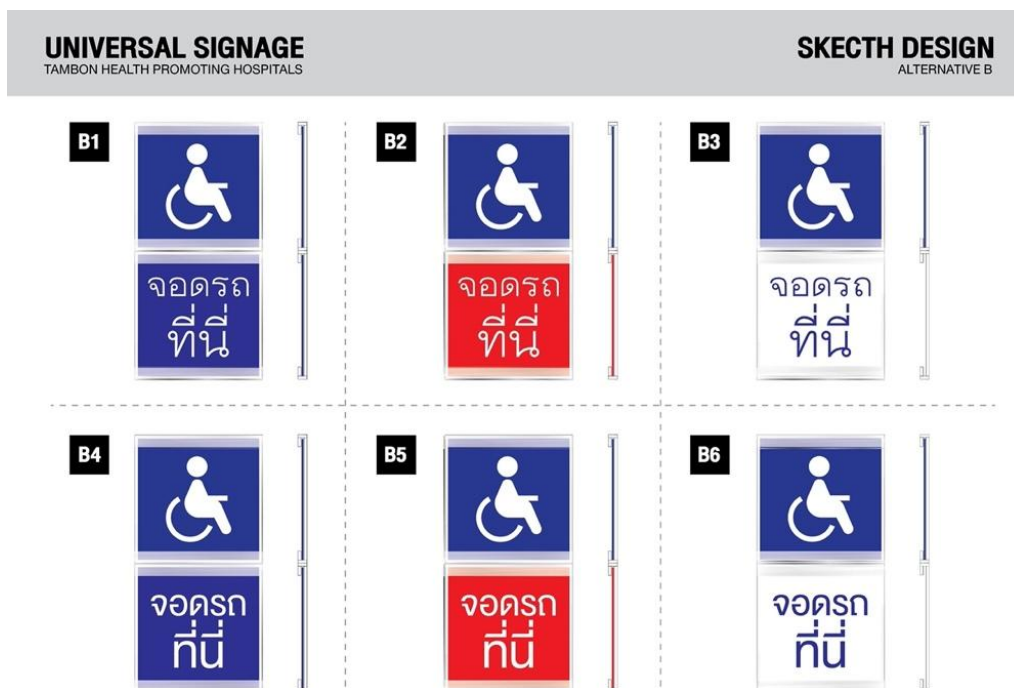 UNIVERSAL SIGNAGE
TAMBON HEALTH PROMOTING HOSPITALS
SKECTH DESIGN
ALTERNATIVE B
B1
จอดรถ
ที่นี่
B2
จอดรถ
ที่นี่
B3
จอดรถ
ที่นี่
B4
จอดรถ
ที่นี่
B5
จอดรถ
ที่นี่
B6
จอดรถ
ที่นี่